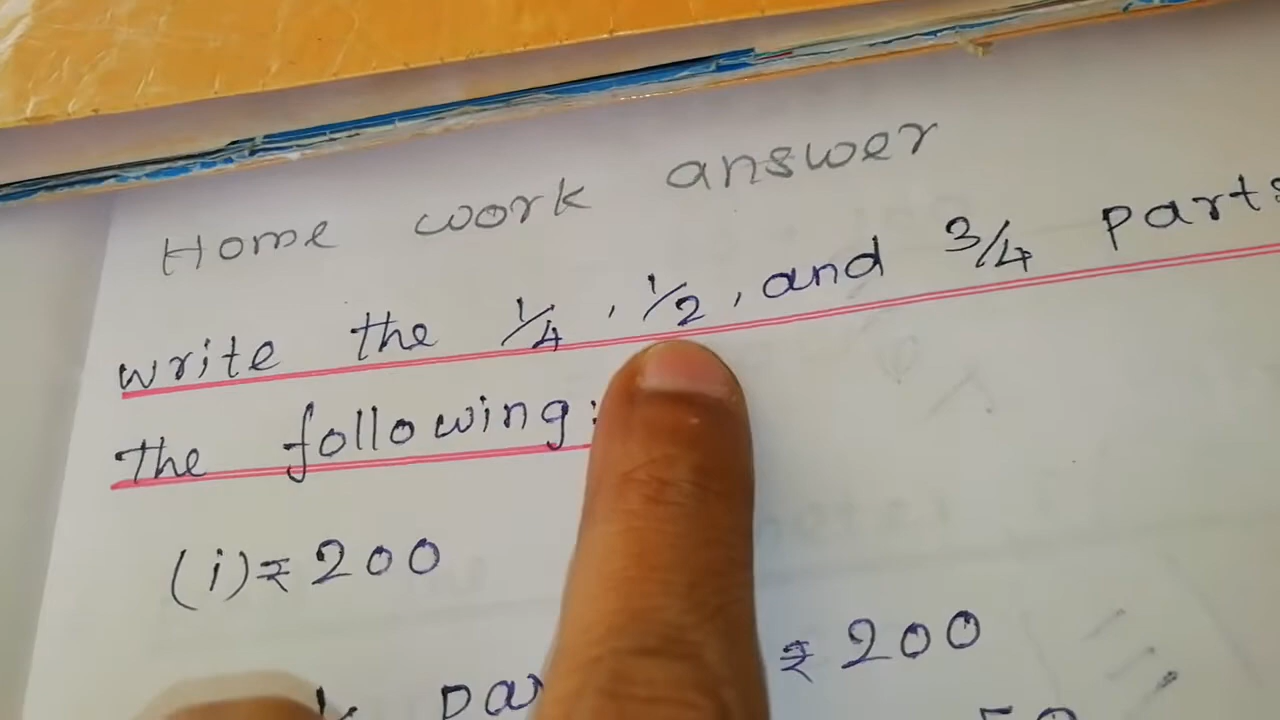 Home work answer
write the 1/4, 1/2, and 3/4 parts
the following:
(i) ₹ 200
₹ 200